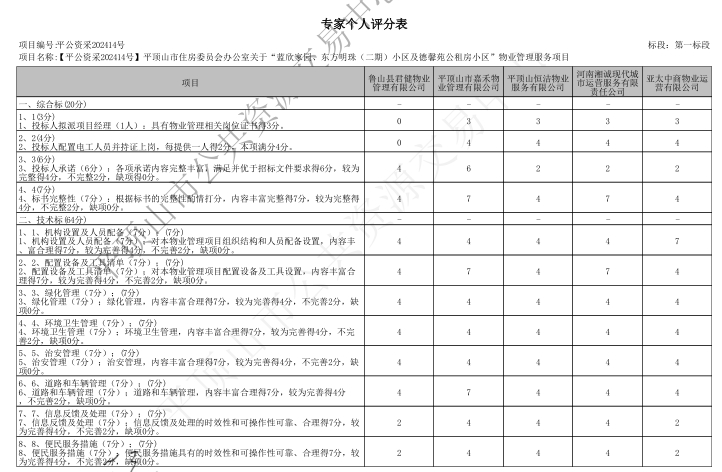 专家个人评分表
项目编号:平公资采202414号
标段: 第一标段
项目名称:【平公资采202414号】平顶山市住房委员会办公室关于“蓝欣家园、东方明珠（二期）小区及德馨苑公租房小区”物业管理服务项目
项目 鲁山县君健物业管理有限公司 平顶山市嘉禾物业管理有限公司 平顶山恒洁物业服务有限公司 河南湘诚现代城市运营服务有限责任公司 亚太中商物业运营有限公司
一、综合标(20分) – – – – –
1、1(3分)
1、投标人拟派项目经理（1人）：具有物业管理相关岗位证书得3分。 0 3 3 3 3
2、2(4分)
2、投标人配置电工人员并持证上岗，每提供一人得2分。本项满分4分。 0 4 4 4 4
3、3(6分)
3、投标人承诺（6分）：各项承诺内容完整丰富，满足并优于招标文件要求得6分，较为
完整得4分，不完整2分，缺项得0分。 4 6 2 2 2
4、4(7分)
4、标书完整性（7分）：根据标书的完整性酌情打分，内容丰富完整得7分，较为完整得
4分，不完整2分，缺项0分。 4 7 4 7 4
二、技术标(64分) – – – – –
1、1、机构设置及人员配备（7分）；(7分)
1、机构设置及人员配备（7分）；对本物业管理项目组织结构和人员配备设置，内容丰
、富合理得7分，较为完善得4分，不完善2分，缺项0分。 4 4 4 4 7
2、2、配置设备及工具清单（7分）；(7分)
2、配置设备及工具清单（7分）；对本物业管理项目配置设备及工具设置，内容丰富合
理得7分，较为完善得4分，不完善2分，缺项0分。 4 7 4 7 4
3、3、绿化管理（7分）；(7分)
3、绿化管理（7分）；绿化管理，内容丰富合理得7分，较为完善得4分，不完善2分，缺
项0分。 4 4 4 4 4
4、4、环境卫生管理（7分）；(7分)
4、环境卫生管理（7分）；环境卫生管理，内容丰富合理得7分，较为完善得4分，不完
善2分，缺项0分。 4 4 4 4 4
5、5、治安管理（7分）；(7分)
5、治安管理（7分）；治安管理，内容丰富合理得7分，较为完善得4分，不完善2分，缺
项0分。 4 4 4 4 4
6、6、道路和车辆管理（7分）；(7分)
6、道路和车辆管理（7分）；道路和车辆管理，内容丰富合理得7分，较为完善得4分
，不完善2分，缺项0分。 4 7 4 4 4
7、7、信息反馈及处理（7分）；(7分)
7、信息反馈及处理（7分）；信息反馈及处理的时效性和可操作性可靠、合理得7分，较
为完善得4分，不完善2分，缺项0分。 2 4 4 4 2
8、8、便民服务措施（7分）；(7分)
8、便民服务措施（7分）；便民服务措施具有的时效性和可操作性可靠、合理得7分，较
为完善得4分，不完善2分，缺项0分。 2 4 4 4 2
平顶山市公共资源交易中心
平顶山市公共资源交易中